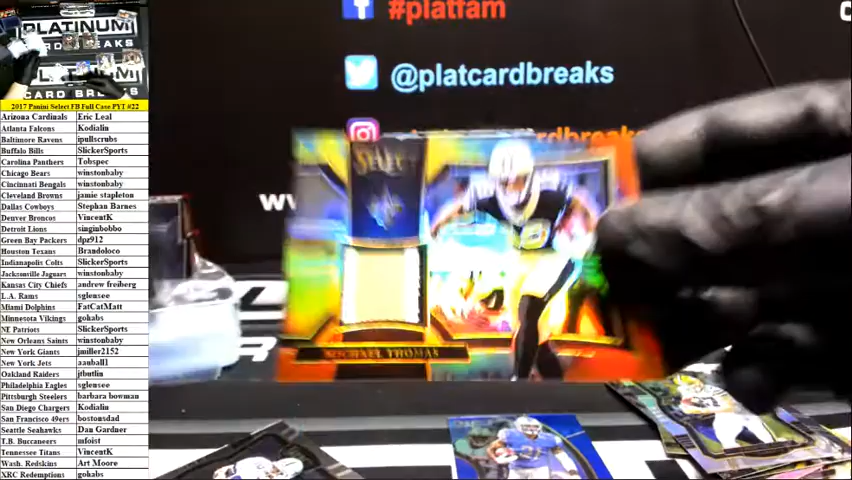 PLATINUM
CARD BREAKS
2017 Panini Select FB Full Case PYT #22
Arizona Cardinals Eric Leal
Atlanta Falcons Kodialin
Baltimore Ravens ipullscrubs
Buffalo Bills SlickerSports
Carolina Panthers Tobspec
Chicago Bears winstonbaby
Cincinnati Bengals winstonbaby
Cleveland Browns jamie stapleton
Dallas Cowboys Stephan Barnes
Denver Broncos VincentK
Detroit Lions singinbobbo
Green Bay Packers dpz912
Houston Texans Brandoloco
Indianapolis Colts SlickerSports
Jacksonville Jaguars winstonbaby
Kansas City Chiefs andrew freiberg
L.A. Rams sglensee
Miami Dolphins FatCatMatt
Minnesota Vikings gokabs
NE Patriots SlickerSports
New Orleans Saints winstonbaby
New York Giants jmiller2152
New York Jets aauball1
Oakland Raiders jtbutlin
Philadelphia Eagles sglensee
Pittsburgh Steelers barbara bowman
San Diego Chargers Kodialin
San Francisco 49ers bostonsdad
Seattle Seahawks Dan Gardner
T.B. Buccaneers mfoist
Tennessee Titans VincentK
Wash. Redskins Art Moore
XRC Redemptions gokabs
#platfam
@platcardbreaks
SELECT
MICHAEL THOMAS